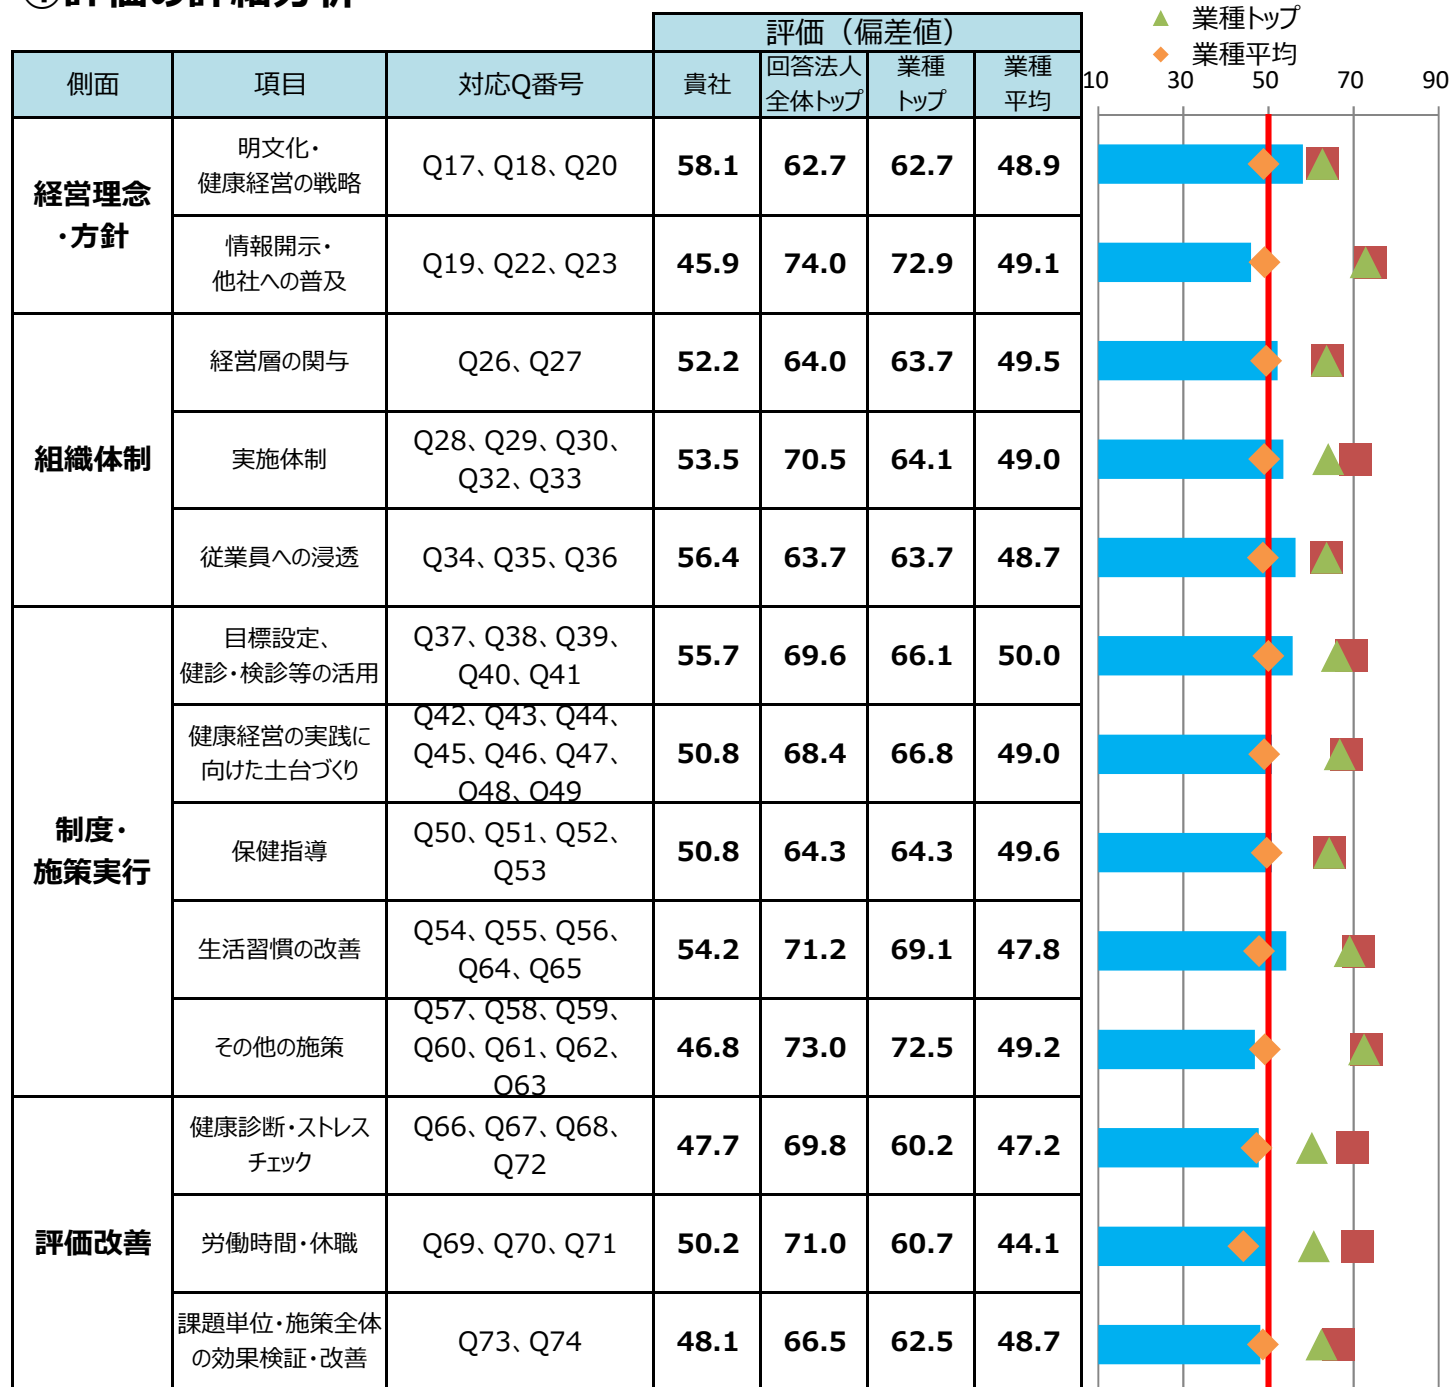 ①評価の詳細分析
▲ 業種トップ
◆ 業種平均
評価（偏差値）
側面 項目 対応Q番号 貴社 回答法人 業種 業種
全体トップ トップ 平均
10 30 50 70 90
経営理念
・方針
明文化・
健康経営の戦略
Q17、Q18、Q20 58.1 62.7 62.7 48.9
情報開示・
他社への普及
Q19、Q22、Q23 45.9 74.0 72.9 49.1
組織体制
経営層の関与 Q26、Q27 52.2 64.0 63.7 49.5
実施体制
Q28、Q29、Q30、
Q32、Q33
53.5 70.5 64.1 49.0
従業員への浸透 Q34、Q35、Q36 56.4 63.7 63.7 48.7
制度・
施策実行
目標設定、
健診・検診等の活用
Q37、Q38、Q39、
Q40、Q41
55.7 69.6 66.1 50.0
健康経営の実践に
向けた土台づくり
Q42、Q43、Q44、
Q45、Q46、Q47、
Q48、Q49
50.8 68.4 66.8 49.0
保健指導
Q50、Q51、Q52、
Q53
50.8 64.3 64.3 49.6
生活習慣の改善
Q54、Q55、Q56、
Q64、Q65
54.2 71.2 69.1 47.8
その他の施策
Q57、Q58、Q59、
Q60、Q61、Q62、
Q63
46.8 73.0 72.5 49.2
評価改善
健康診断・ストレス
チェック
Q66、Q67、Q68、
Q72
47.7 69.8 60.2 47.2
労働時間・休職 Q69、Q70、Q71 50.2 71.0 60.7 44.1
課題単位・施策全体
の効果検証・改善
Q73、Q74 48.1 66.5 62.5 48.7